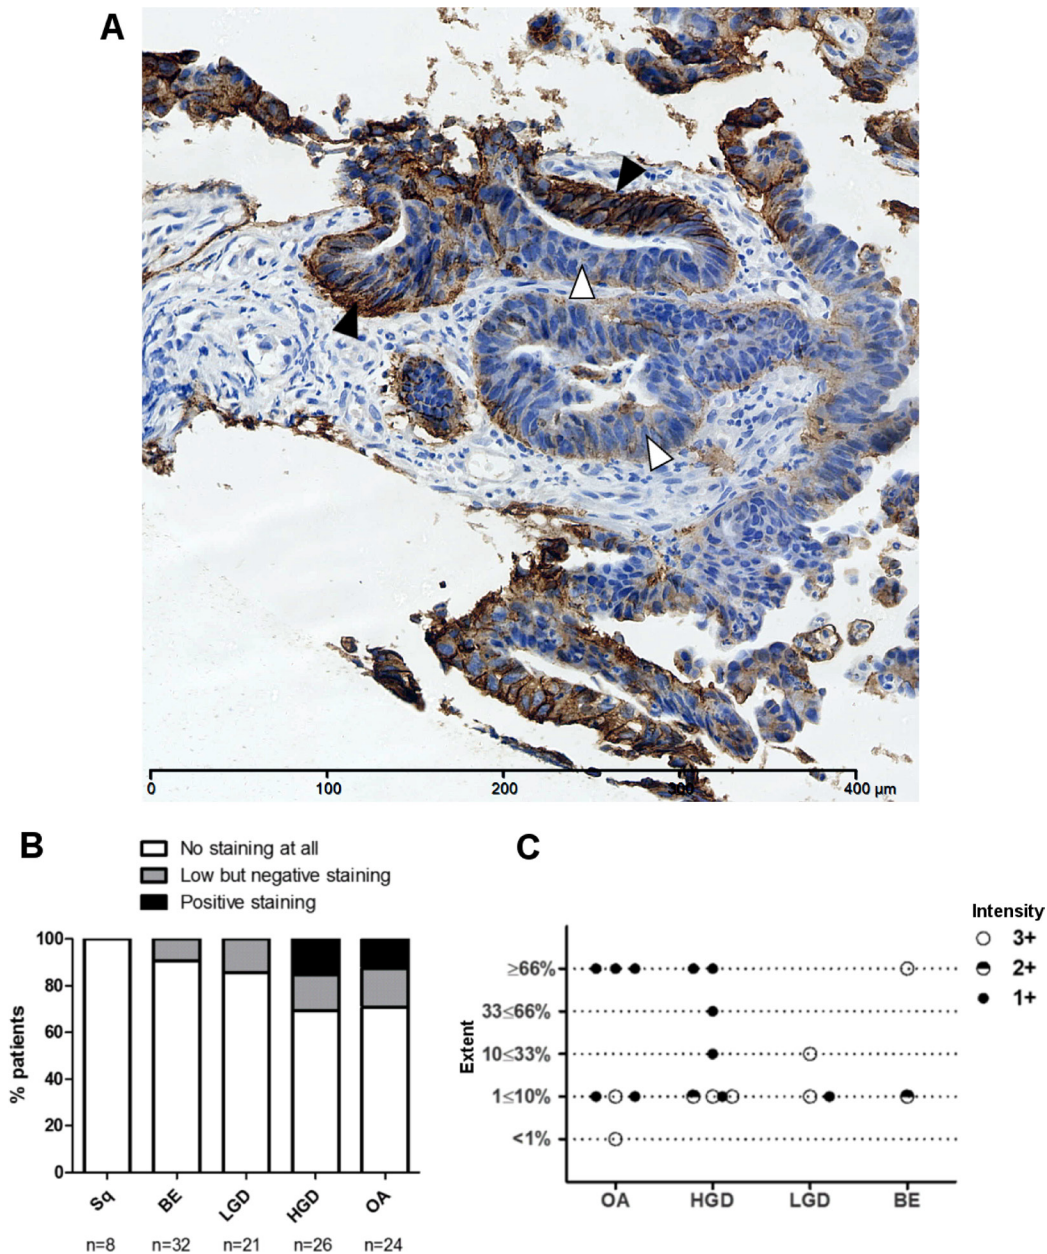 A
0 100 200 300 400 µm
B
No staining at all
Low but negative staining
Positive staining
% patients
100
80
60
40
20
0
Sq BE LGD HGD OA
n=8 n=32 n=21 n=26 n=24
C
Intensity
3+
2+
1+
Extent
≥66%
33≤66%
10≤33%
1≤10%
<1%
OA HGD LGD BE